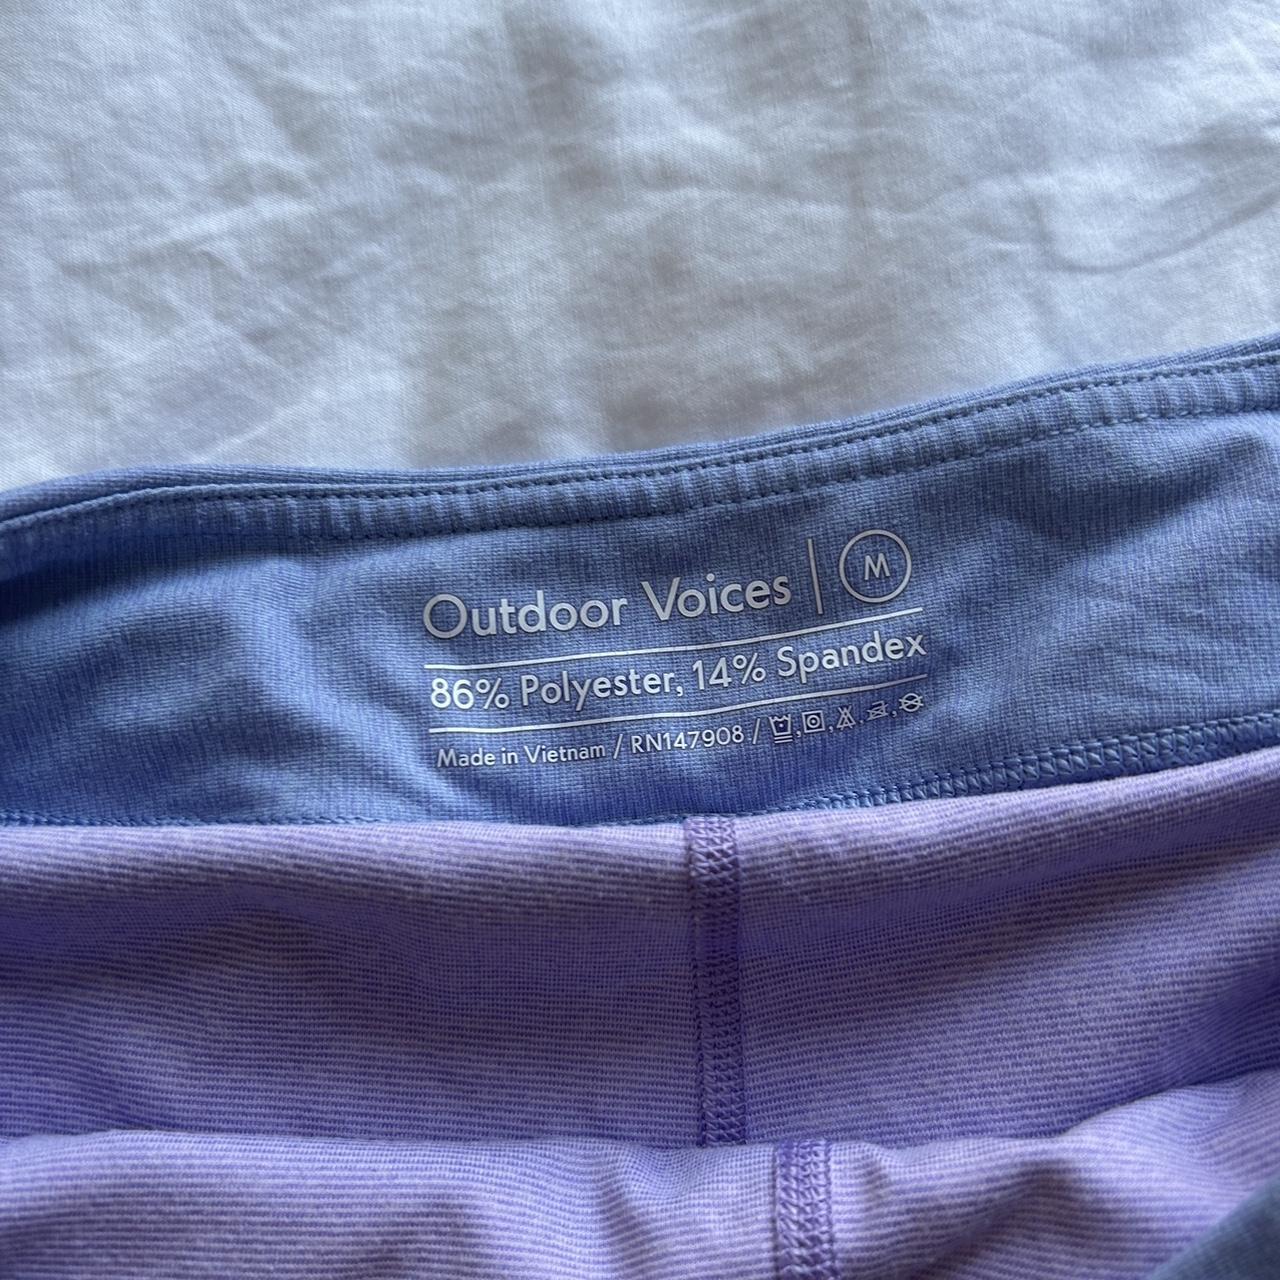 Outdoor Voices | M
86% Polyester, 14% Spandex
Made in Vietnam / RN147908 /